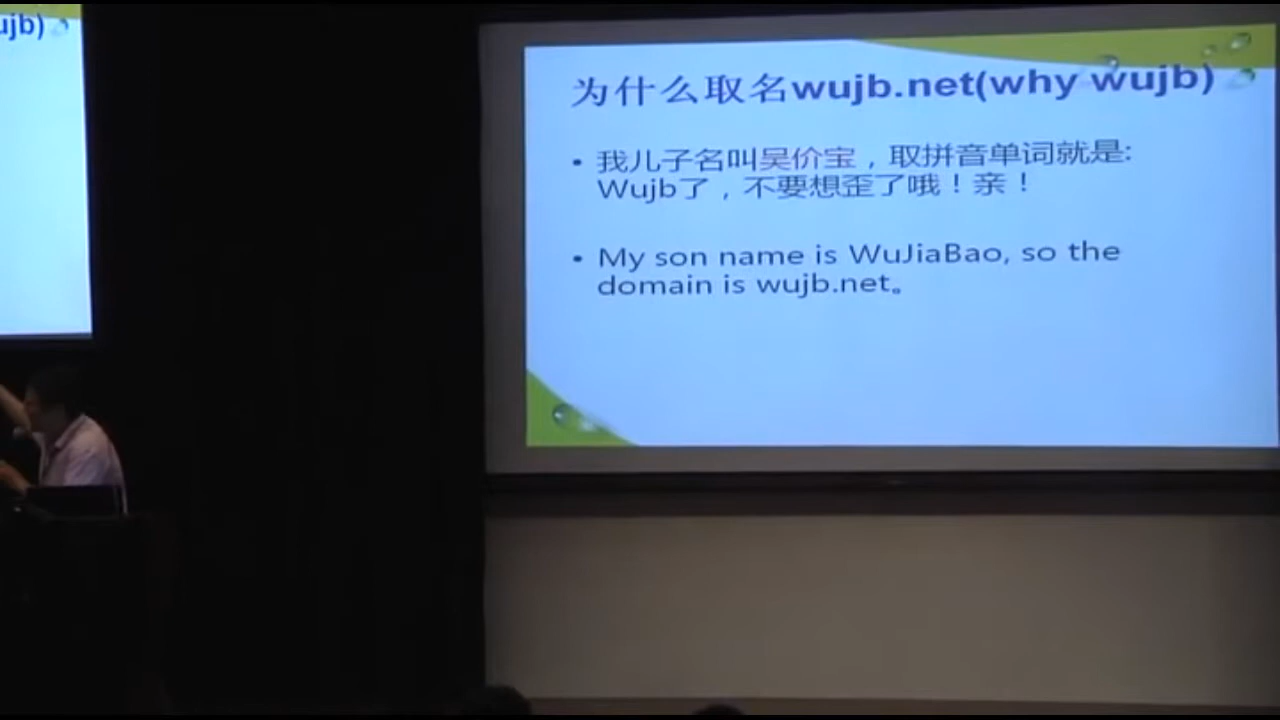 ujb)
为什么取名wujb.net(why wujb)
• 我儿子名叫吴价宝，取拼音单词就是:
Wujb了，不要想歪了哦！亲！
• My son name is WuJiaBao, so the
domain is wujb.net。